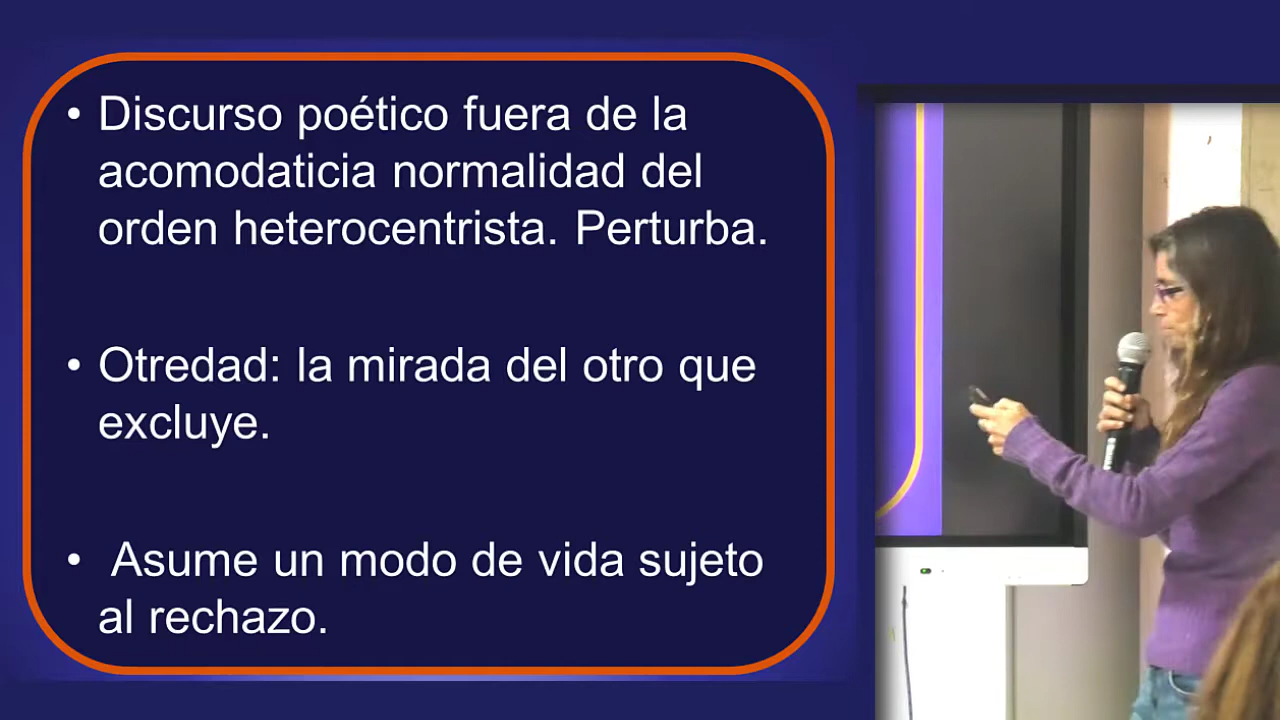 • Discurso poético fuera de la
acomodaticia normalidad del
orden heterocentrista. Perturba.
• Otredad: la mirada del otro que
excluye.
• Asume un modo de vida sujeto
al rechazo.